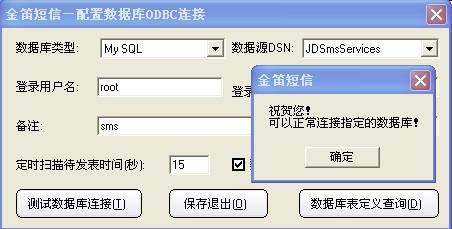 金笛短信－配置数据库ODBC连接
数据库类型: My SQL 数据源DSN: JDSmsServices
登录用户名: root 登
金笛短信
祝贺您!
可以正常连接指定的数据库!
备注: sms
确定
定时扫描待发表时间(秒): 15
测试数据库连接(T) 保存退出(O) 数据库表定义查询(D)